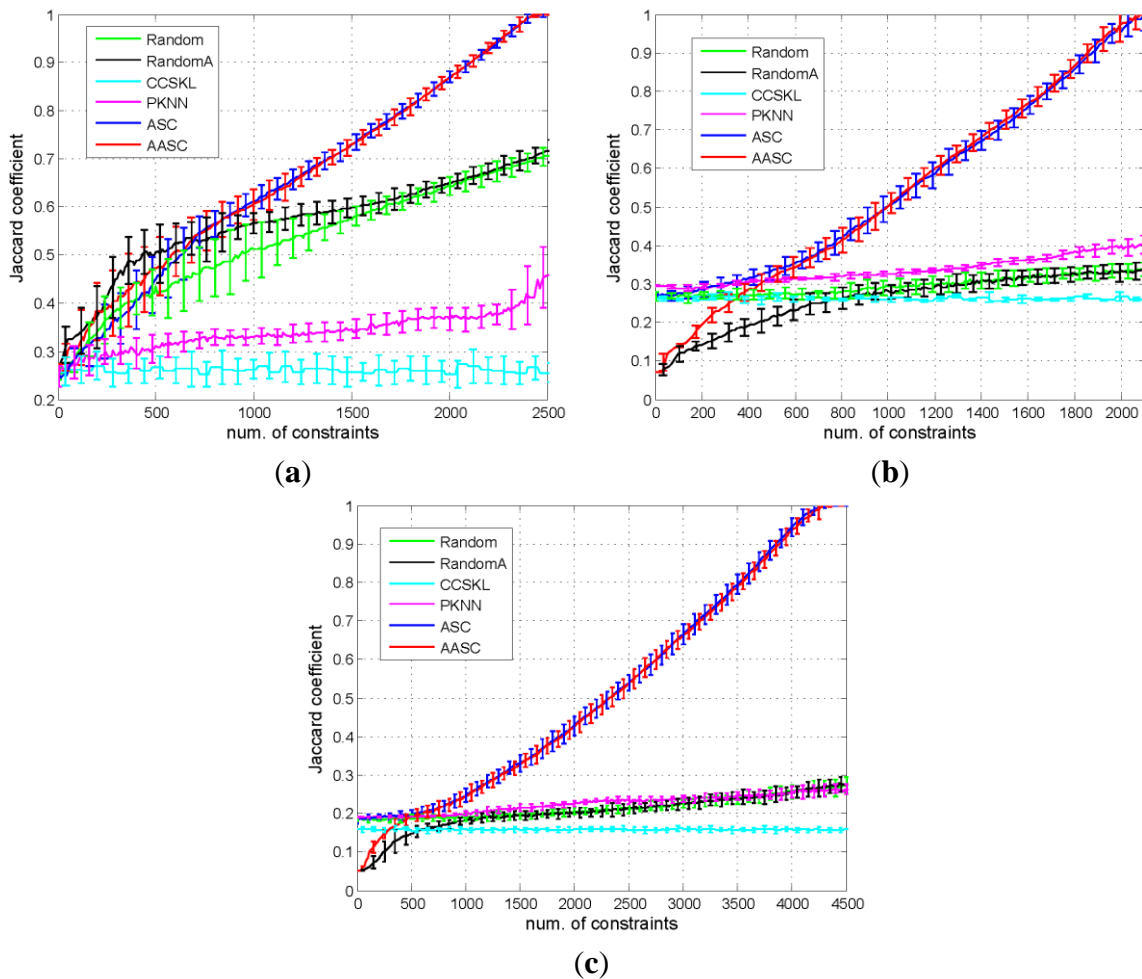 1
0.9
0.8
0.7
0.6
0.5
0.4
0.3
0.2
Jaccard coefficient
Random
RandomA
CCSKL
PKNN
ASC
AASC
0 500 1000 1500 2000 2500
num. of constraints
(a)
1
0.9
0.8
0.7
0.6
0.5
0.4
0.3
0.2
0.1
0
Jaccard coefficient
Random
RandomA
CCSKL
PKNN
ASC
AASC
0 200 400 600 800 1000 1200 1400 1600 1800 2000
num. of constraints
(b)
1
0.9
0.8
0.7
0.6
0.5
0.4
0.3
0.2
0.1
0
Jaccard coefficient
Random
RandomA
CCSKL
PKNN
ASC
AASC
0 500 1000 1500 2000 2500 3000 3500 4000 4500
num. of constraints
(c)